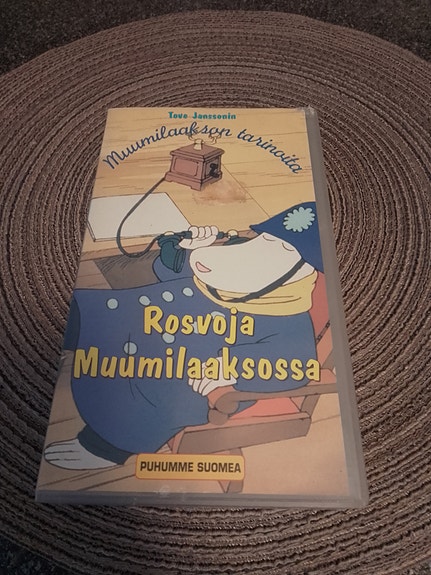 Tove Janssonin
Muumilaakson tarinoita
Rosvoja
Muumilaaksossa
PUHUMME SUOMEA